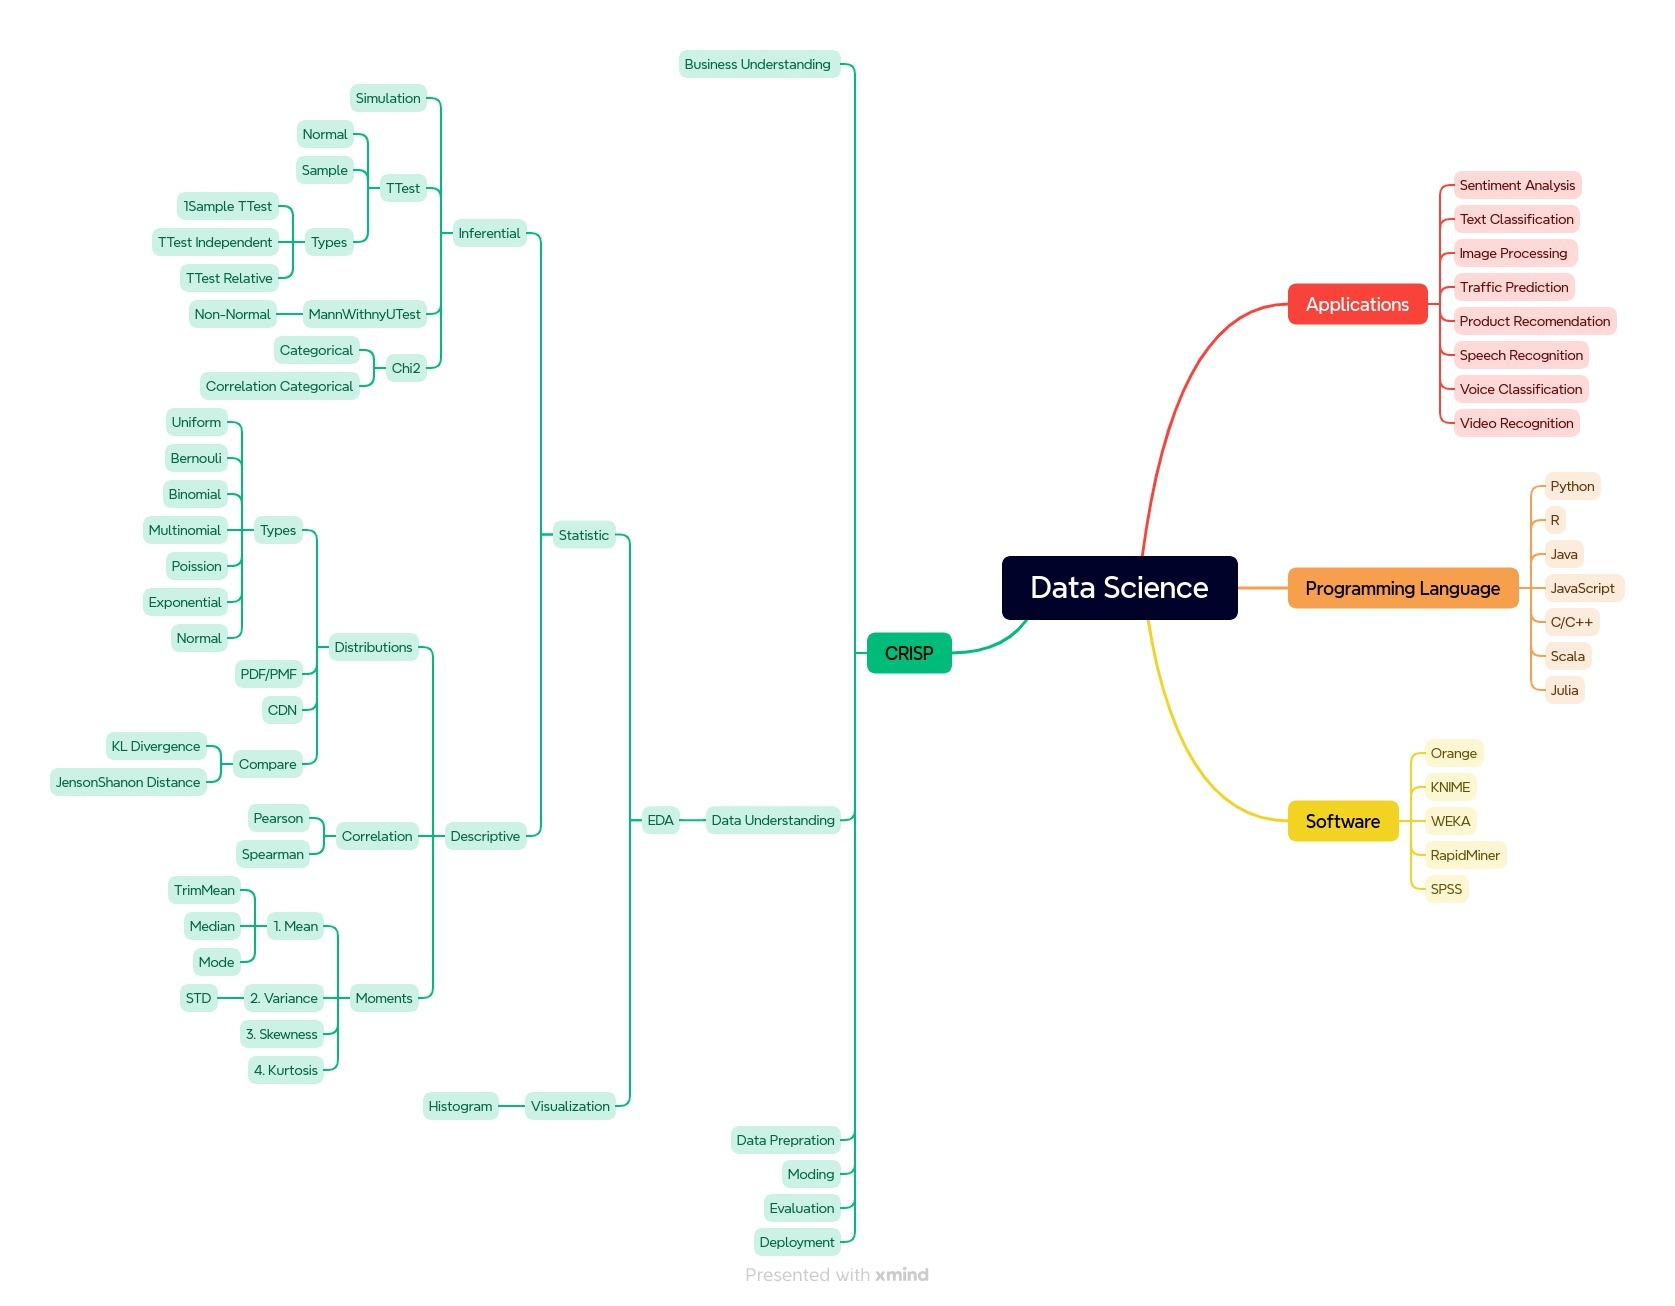 Data Science
Applications
Sentiment Analysis
Text Classification
Image Processing
Traffic Prediction
Product Recomendation
Speech Recognition
Voice Classification
Video Recognition
Programming Language
Python
R
Java
JavaScript
C/C++
Scala
Julia
Software
Orange
KNIME
WEKA
RapidMiner
SPSS
CRISP
Business Understanding
Data Understanding
EDA
Statistic
Inferential
Simulation
TTest
Normal
Sample
Types
1Sample TTest
TTest Independent
TTest Relative
MannWithnyUTest
Non-Normal
Chi2
Categorical
Correlation Categorical
Descriptive
Distributions
Types
Uniform
Bernouli
Binomial
Multinomial
Poission
Exponential
Normal
PDF/PMF
CDN
Compare
KL Divergence
JensonShanon Distance
Correlation
Pearson
Spearman
Moments
1. Mean
TrimMean
Median
Mode
2. Variance
STD
3. Skewness
4. Kurtosis
Visualization
Histogram
Data Prepration
Moding
Evaluation
Deployment
Presented with xmind